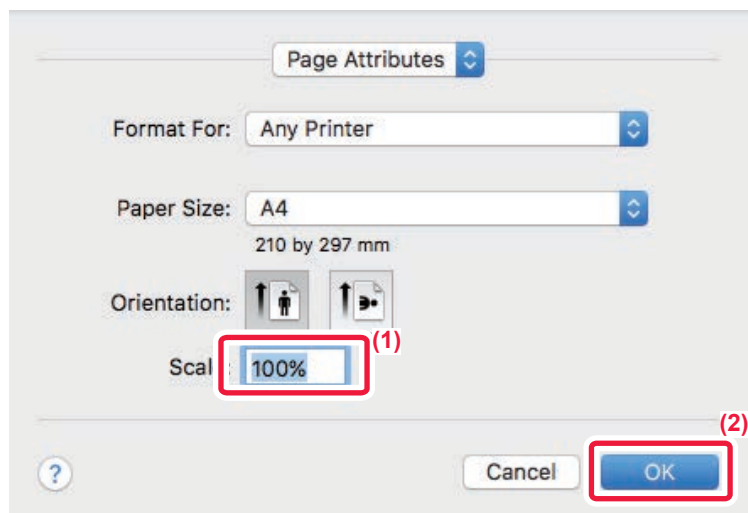 Page Attributes
Format For: Any Printer
Paper Size: A4
210 by 297 mm
Orientation:
(1)
Scal : 100%
(2)
? Cancel OK